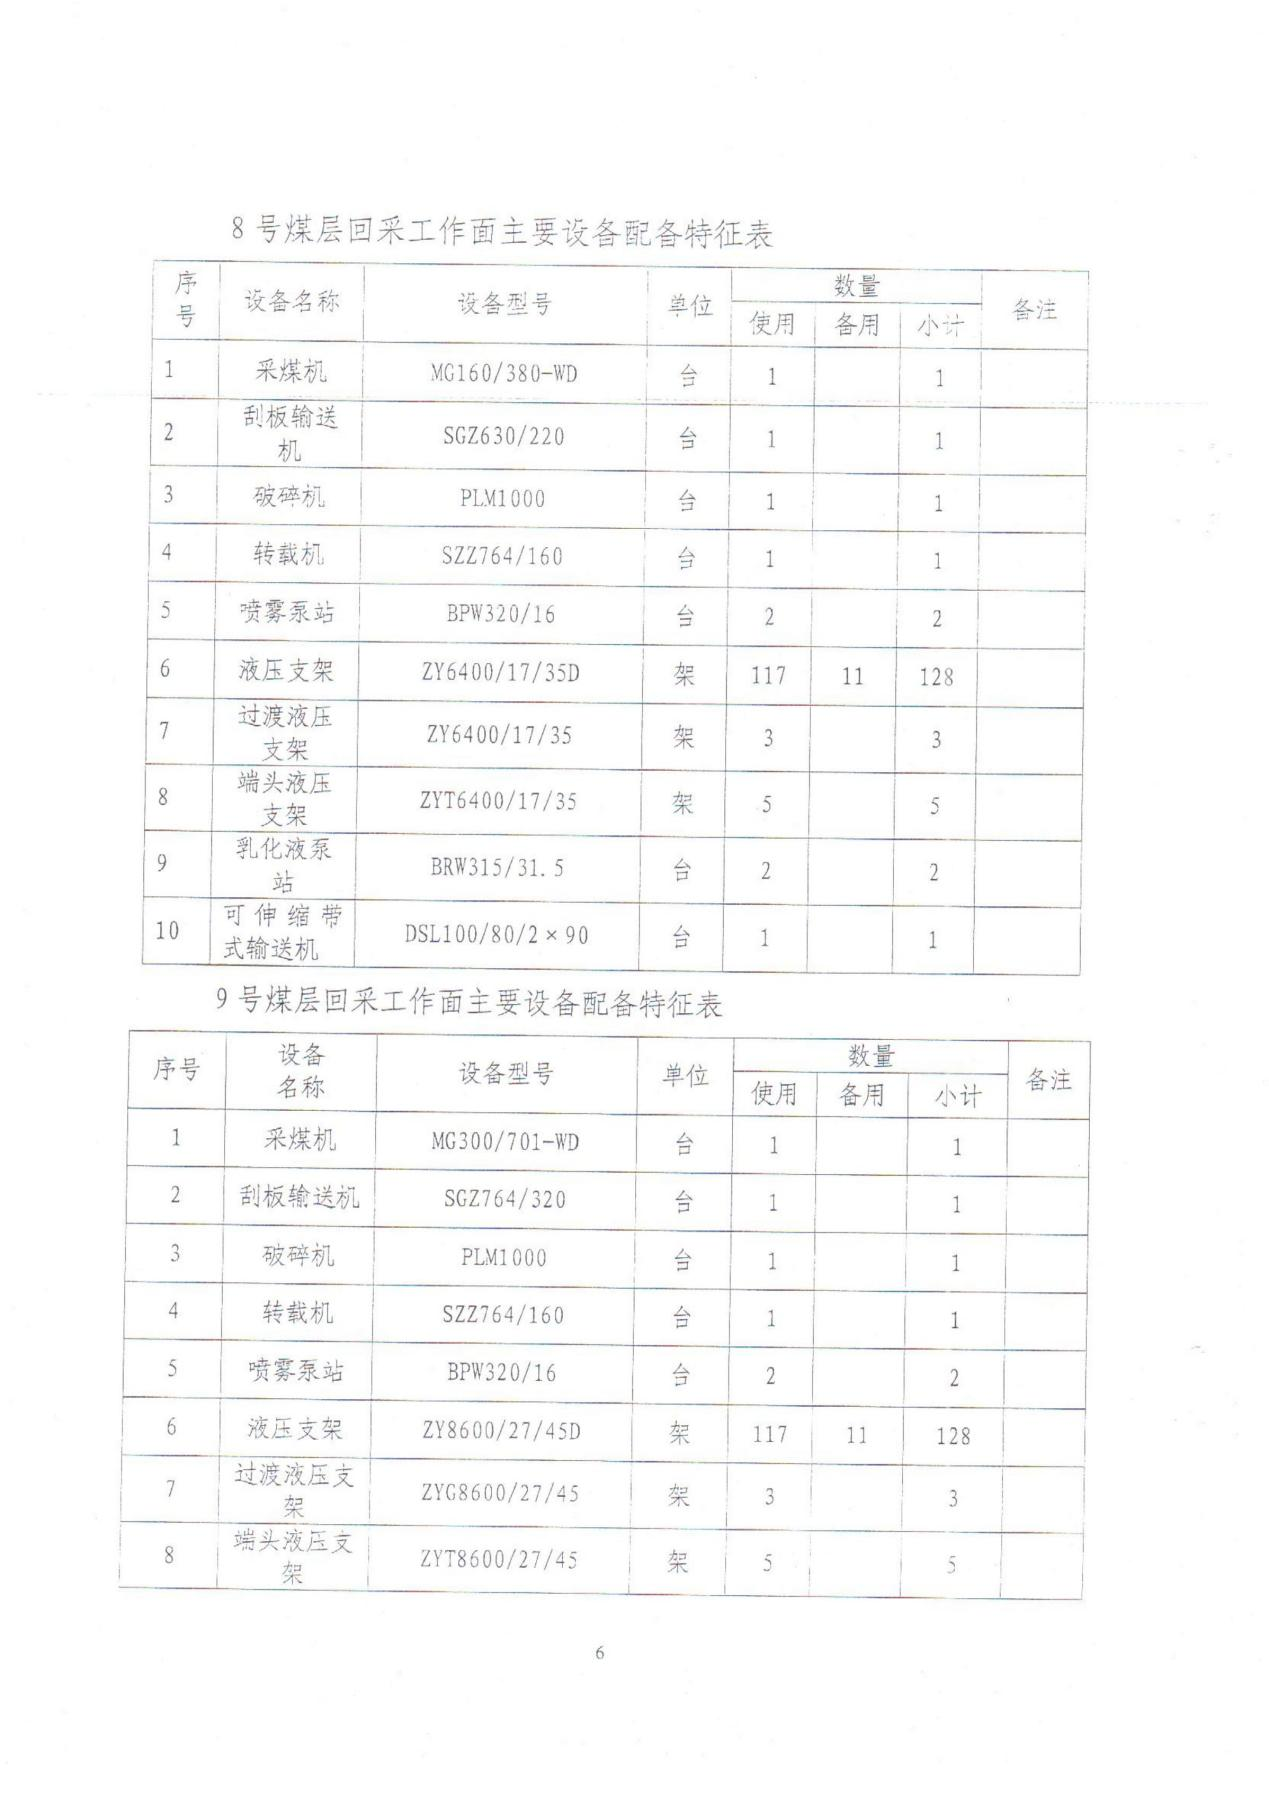 8号煤层回采工作面主要设备配备特征表
序号 设备名称 设备型号 单位 数量 备注
使用 备用 小计
1 采煤机 MG160/380-WD 台 1 1
2 刮板输送机 SGZ630/220 台 1 1
3 破碎机 PLM1000 台 1 1
4 转载机 SZZ764/160 台 1 1
5 喷雾泵站 BPW320/16 台 2 2
6 液压支架 ZY6400/17/35D 架 117 11 128
7 过渡液压支架 ZY6400/17/35 架 3 3
8 端头液压支架 ZYT6400/17/35 架 5 5
9 乳化液泵站 BRW315/31.5 台 2 2
10 可伸缩带式输送机 DSL100/80/2×90 台 1 1
9号煤层回采工作面主要设备配备特征表
序号 设备名称 设备型号 单位 数量 备注
使用 备用 小计
1 采煤机 MG300/701-WD 台 1 1
2 刮板输送机 SGZ764/320 台 1 1
3 破碎机 PLM1000 台 1 1
4 转载机 SZZ764/160 台 1 1
5 喷雾泵站 BPW320/16 台 2 2
6 液压支架 ZY8600/27/45D 架 117 11 128
7 过渡液压支架 ZYG8600/27/45 架 3 3
8 端头液压支架 ZYT8600/27/45 架 5 5
6